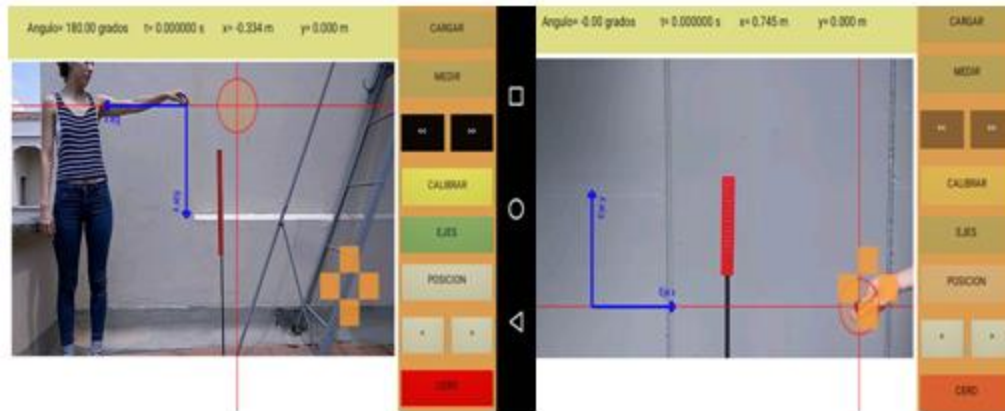 Angulo= 180.00 grados t= 0.000000 s x= -0.334 m y= 0.000 m
CARGAR
MEDIR
<<
>>
CALIBRAR
EJES
POSICION
CERO
Angulo= -0.00 grados t= 0.000000 s x= 0.745 m y= 0.000 m
CARGAR
MEDIR
<<
>>
CALIBRAR
EJES
POSICION
CERO